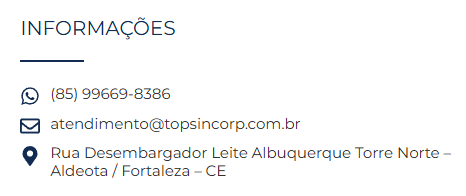 INFORMAÇÕES
(85) 99669-8386
atendimento@topsincorp.com.br
Rua Desembargador Leite Albuquerque Torre Norte –
Aldeota / Fortaleza – CE